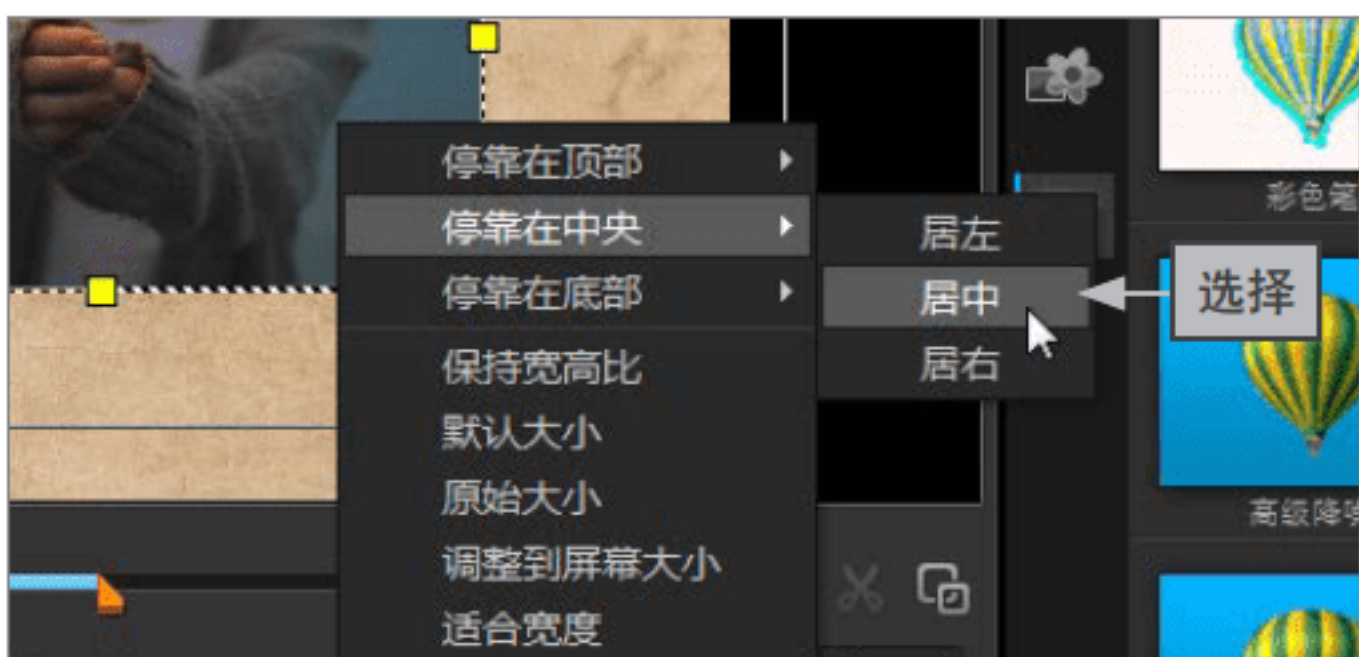 停靠在顶部
停靠在中央
停靠在底部
保持宽高比
默认大小
原始大小
调整到屏幕大小
适合宽度
居左
居中
居右
选择
彩色笔
高级降噪